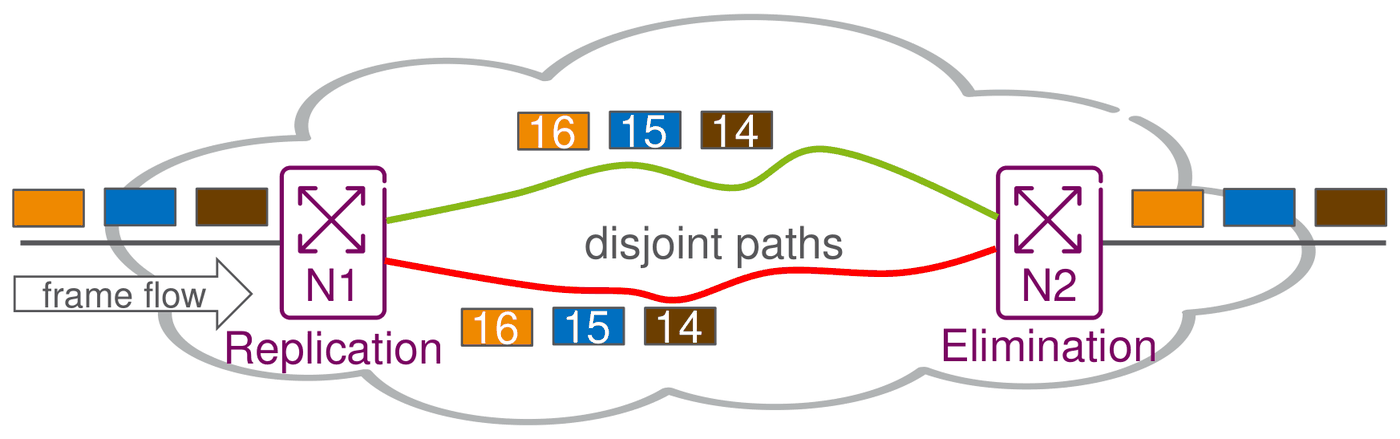 16 15 14
disjoint paths
N1
N2
frame flow
16 15 14
Replication
Elimination